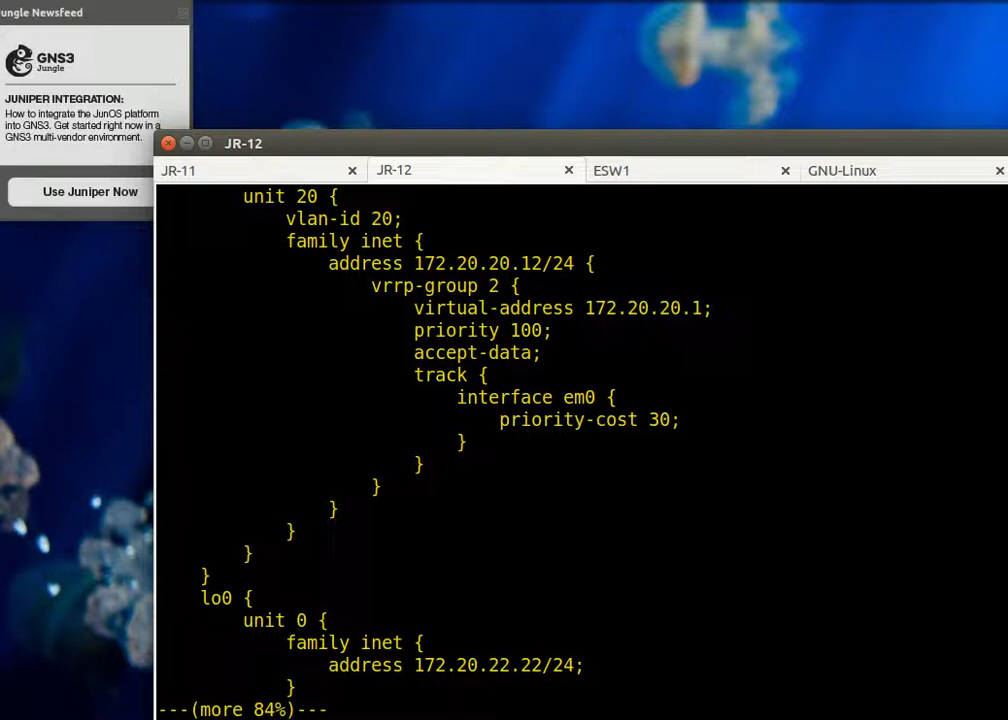 ungle Newsfeed
GNS3
Jungle
JUNIPER INTEGRATION:
How to integrate the JunOS platform
into GNS3. Get started right now in a
GNS3 multi-vendor environment.
Use Juniper Now
JR-12
JR-11
JR-12
ESW1
GNU-Linux
unit 20 {
vlan-id 20;
family inet {
address 172.20.20.12/24 {
vrrp-group 2 {
virtual-address 172.20.20.1;
priority 100;
accept-data;
track {
interface em0 {
priority-cost 30;
}
}
}
}
}
}
}
lo0 {
unit 0 {
family inet {
address 172.20.22.22/24;
}
---(more 84%)---